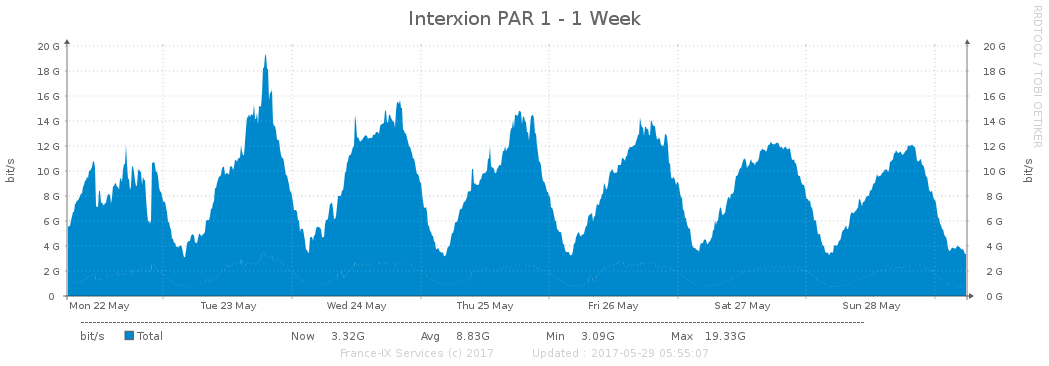 Interxion PAR 1 - 1 Week
RRDTOOL / TOBI OETIKER
20 G 20 G
18 G 18 G
16 G 16 G
14 G 14 G
12 G 12 G
10 G 10 G
8 G 8 G
6 G 6 G
4 G 4 G
2 G 2 G
0 0 G
bit/s
bit/s
Mon 22 May Tue 23 May Wed 24 May Thu 25 May Fri 26 May Sat 27 May Sun 28 May
bit/s Total Now 3.32G Avg 8.83G Min 3.09G Max 19.33G
France-IX Services (c) 2017 Updated : 2017-05-29 05:55:07